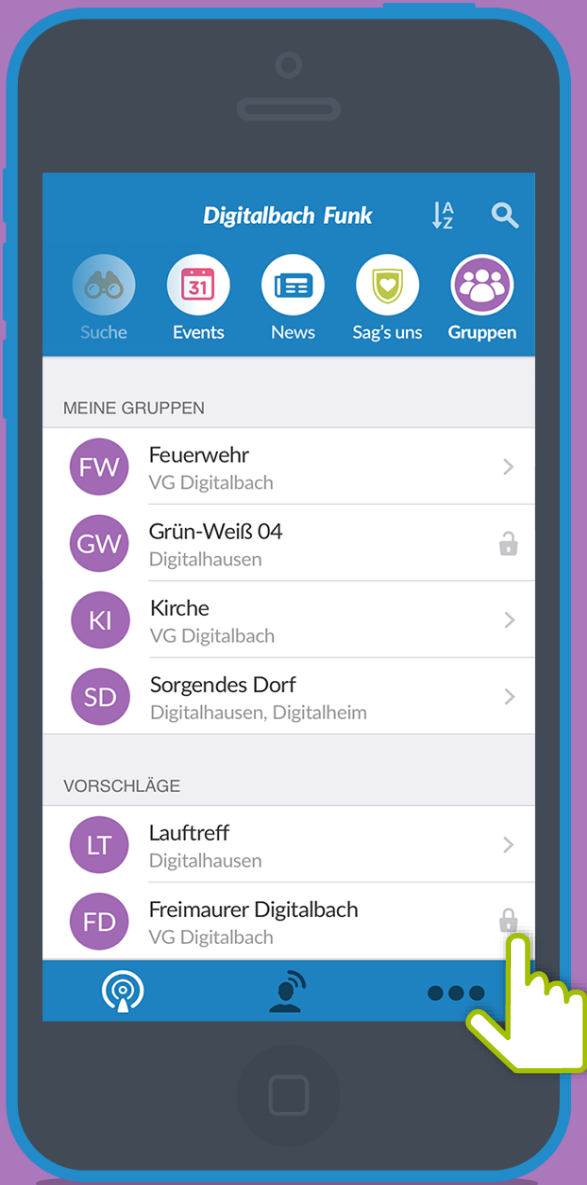 Digitalbach Funk
A
Z
31
Suche
Events
News
Sag's uns
Gruppen
MEINE GRUPPEN
FW
Feuerwehr
VG Digitalbach
GW
Grün-Weiß 04
Digitalhausen
KI
Kirche
VG Digitalbach
SD
Sorgendes Dorf
Digitalhausen, Digitalheim
VORSCHLÄGE
LT
Lauftreff
Digitalhausen
FD
Freimaurer Digitalbach
VG Digitalbach